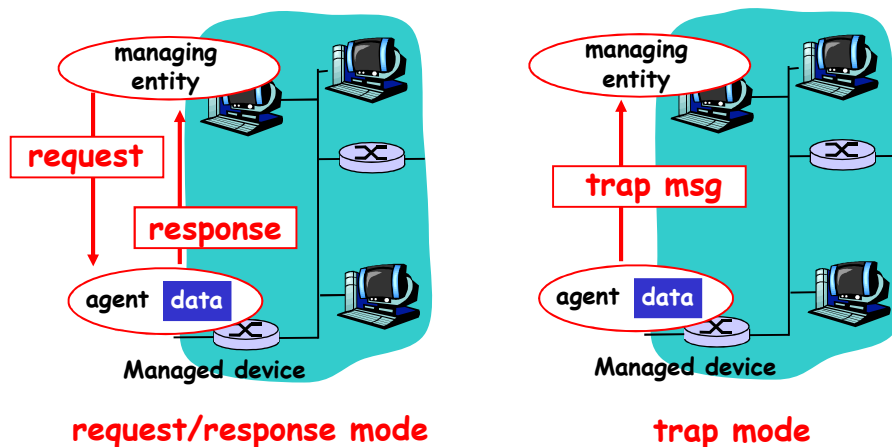 managing
entity
request
response
agent data
Managed device
request/response mode
managing
entity
trap msg
agent data
Managed device
trap mode